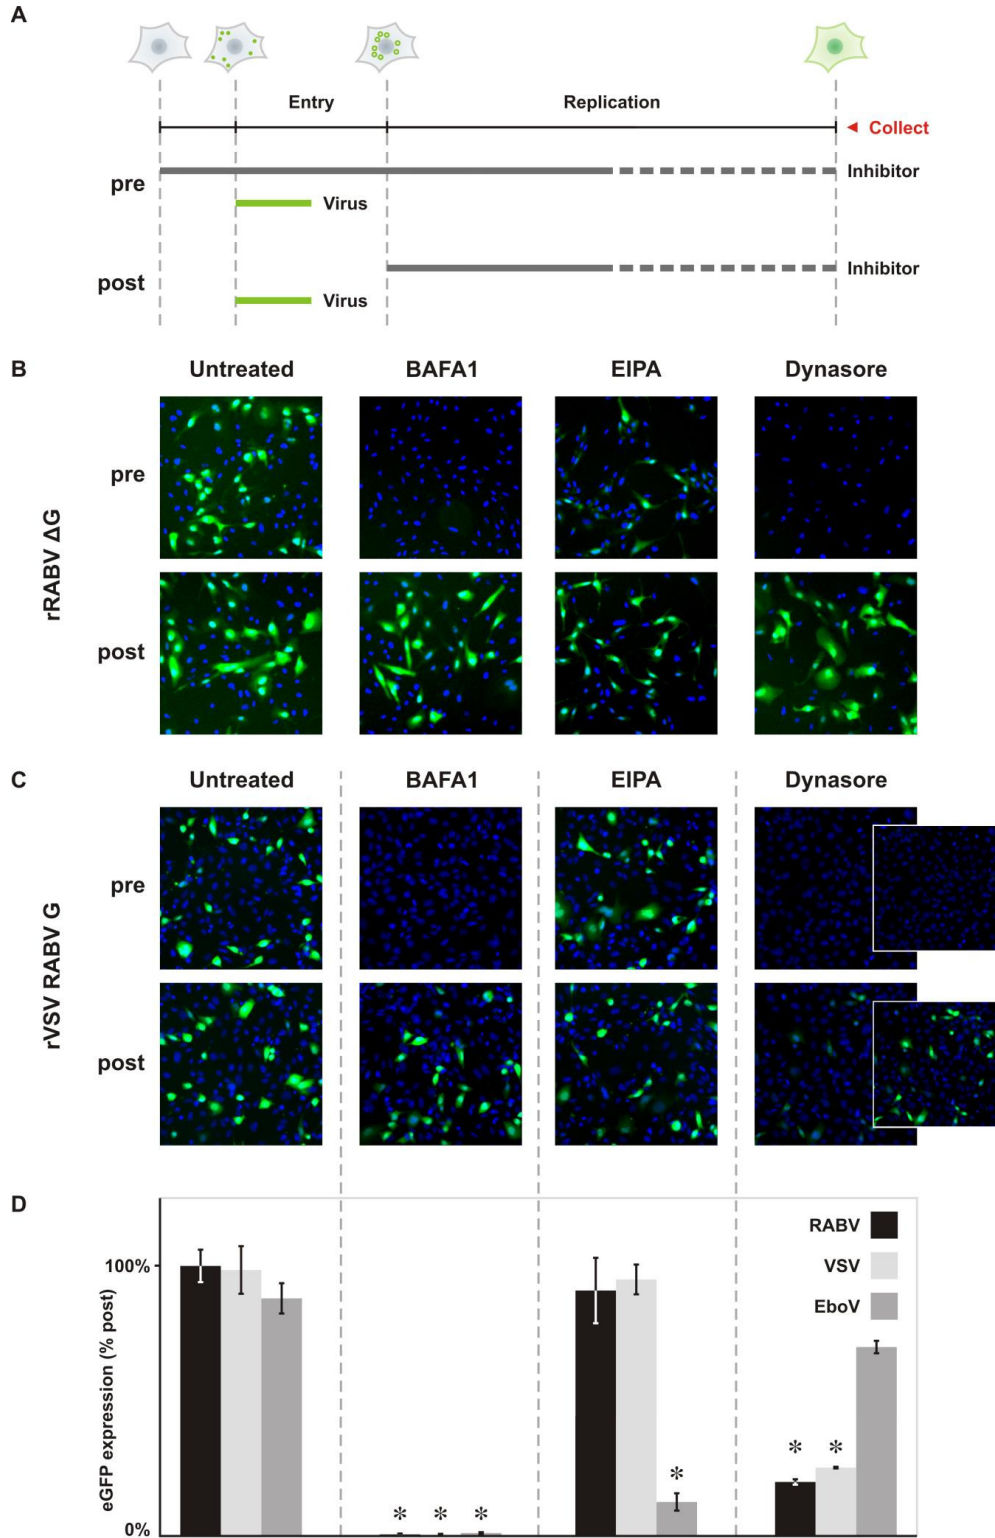 A
Entry
Replication
Collect
pre
Inhibitor
Virus
post
Inhibitor
Virus
B
Untreated
BAFA1
EIPA
Dynasore
rRABV ΔG
pre
post
C
Untreated
BAFA1
EIPA
Dynasore
rVSV RABV G
pre
post
D
eGFP expression (% post)
100%
0%
RABV
VSV
EboV
* * *
*
* *